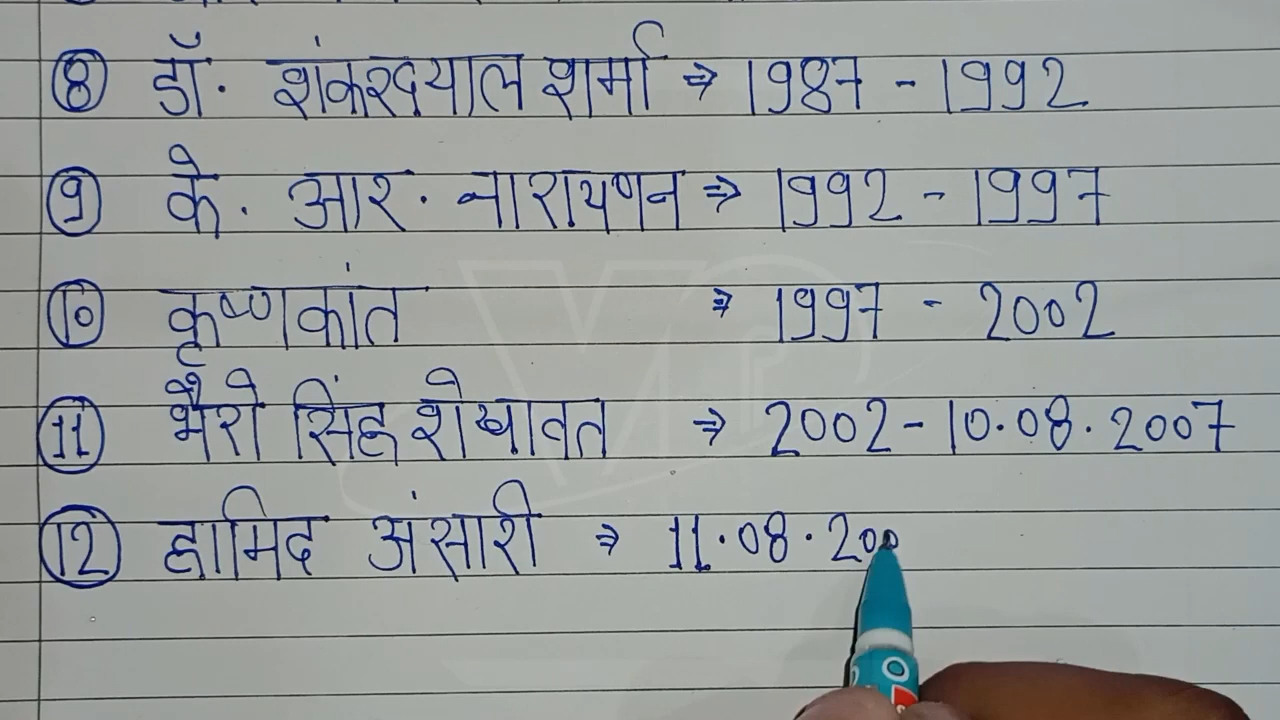 ⑧ डॉ. शंकरदयाल शर्मा ⇒ 1987 - 1992
⑨ के. आर. नारायणन ⇒ 1992 - 1997
⑩ कृष्णकांत ⇒ 1997 - 2002
⑪ भैरो सिंह शेखावत ⇒ 2002 - 10.08.2007
⑫ हामिद अंसारी ⇒ 11.08.200